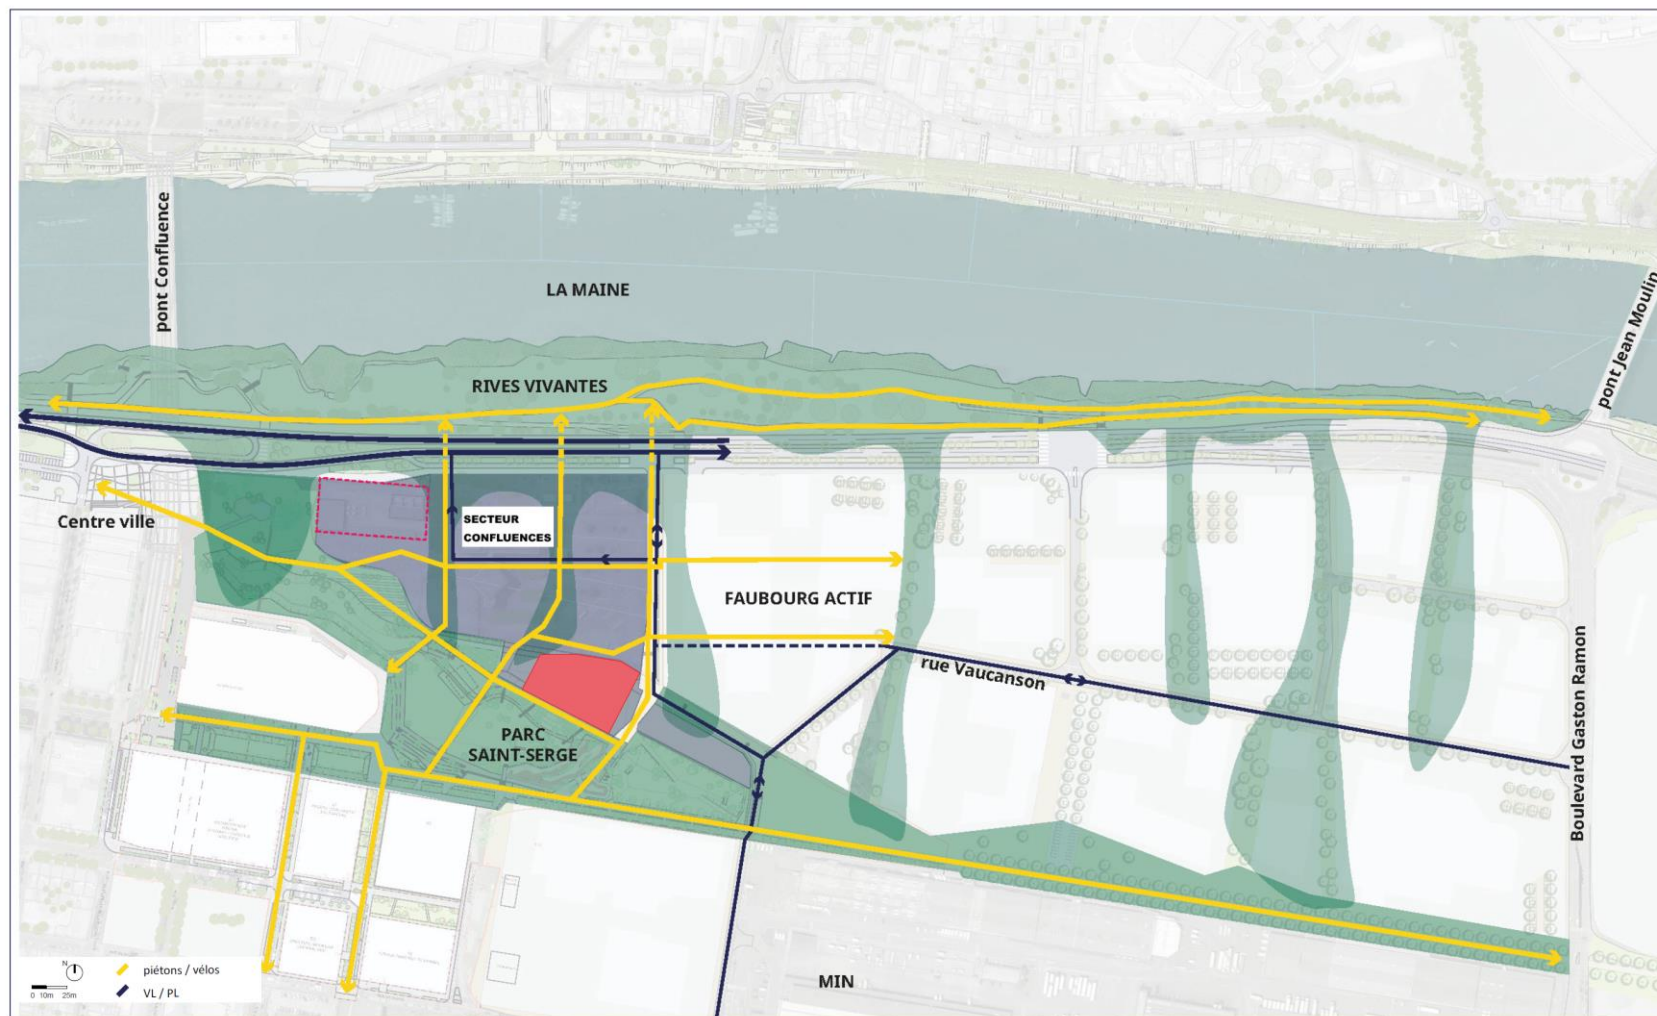 pont Confluence
LA MAINE
pont Jean Moulin
RIVES VIVANTES
Centre ville
SECTEUR
CONFLUENCES
FAUBOURG ACTIF
rue Vaucanson
Boulevard Gaston Ramon
PARC
SAINT-SERGE
MIN
N
0 10m 25m
piétons / vélos
VL / PL